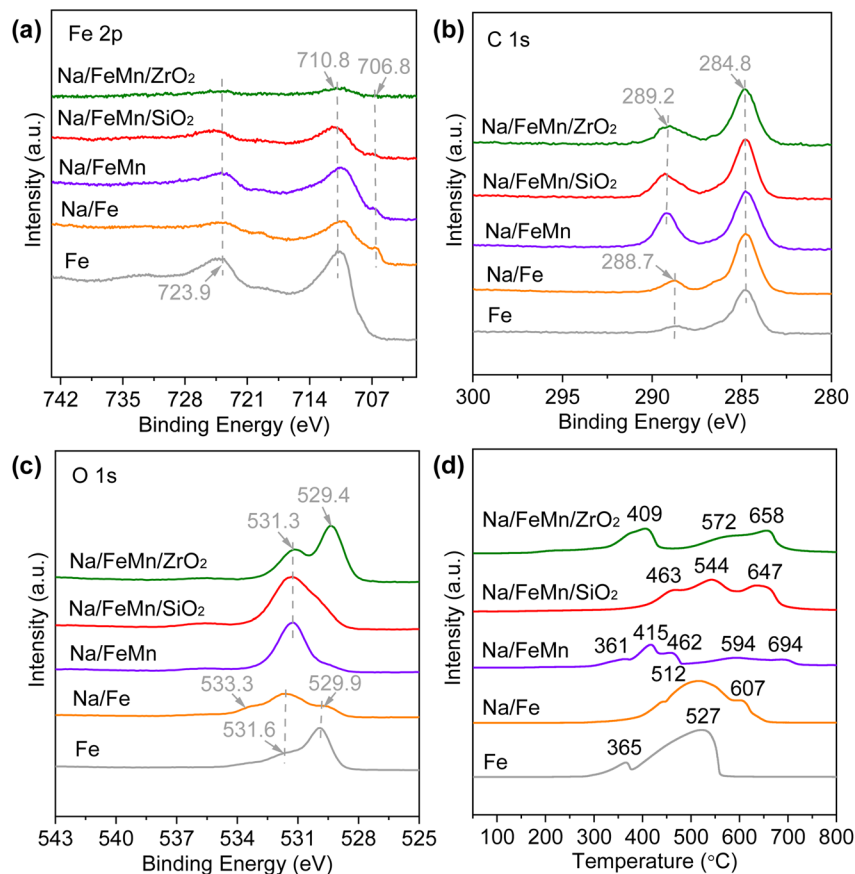 (a)
Fe 2p
710.8
706.8
Na/FeMn/ZrO₂
Na/FeMn/SiO₂
Na/FeMn
Na/Fe
Fe
723.9
Intensity (a.u.)
742 735 728 721 714 707
Binding Energy (eV)
(b)
C 1s
284.8
289.2
Na/FeMn/ZrO₂
Na/FeMn/SiO₂
Na/FeMn
288.7
Na/Fe
Fe
Intensity (a.u.)
300 295 290 285 280
Binding Energy (eV)
(c)
O 1s
529.4
531.3
Na/FeMn/ZrO₂
Na/FeMn/SiO₂
Na/FeMn
533.3 529.9
Na/Fe
531.6
Fe
Intensity (a.u.)
543 540 537 534 531 528 525
Binding Energy (eV)
(d)
Na/FeMn/ZrO₂ 409 572 658
Na/FeMn/SiO₂ 463 544 647
Na/FeMn 361 415 462 594 694
Na/Fe 512 607
Fe 365 527
Intensity (a.u.)
100 200 300 400 500 600 700 800
Temperature (°C)